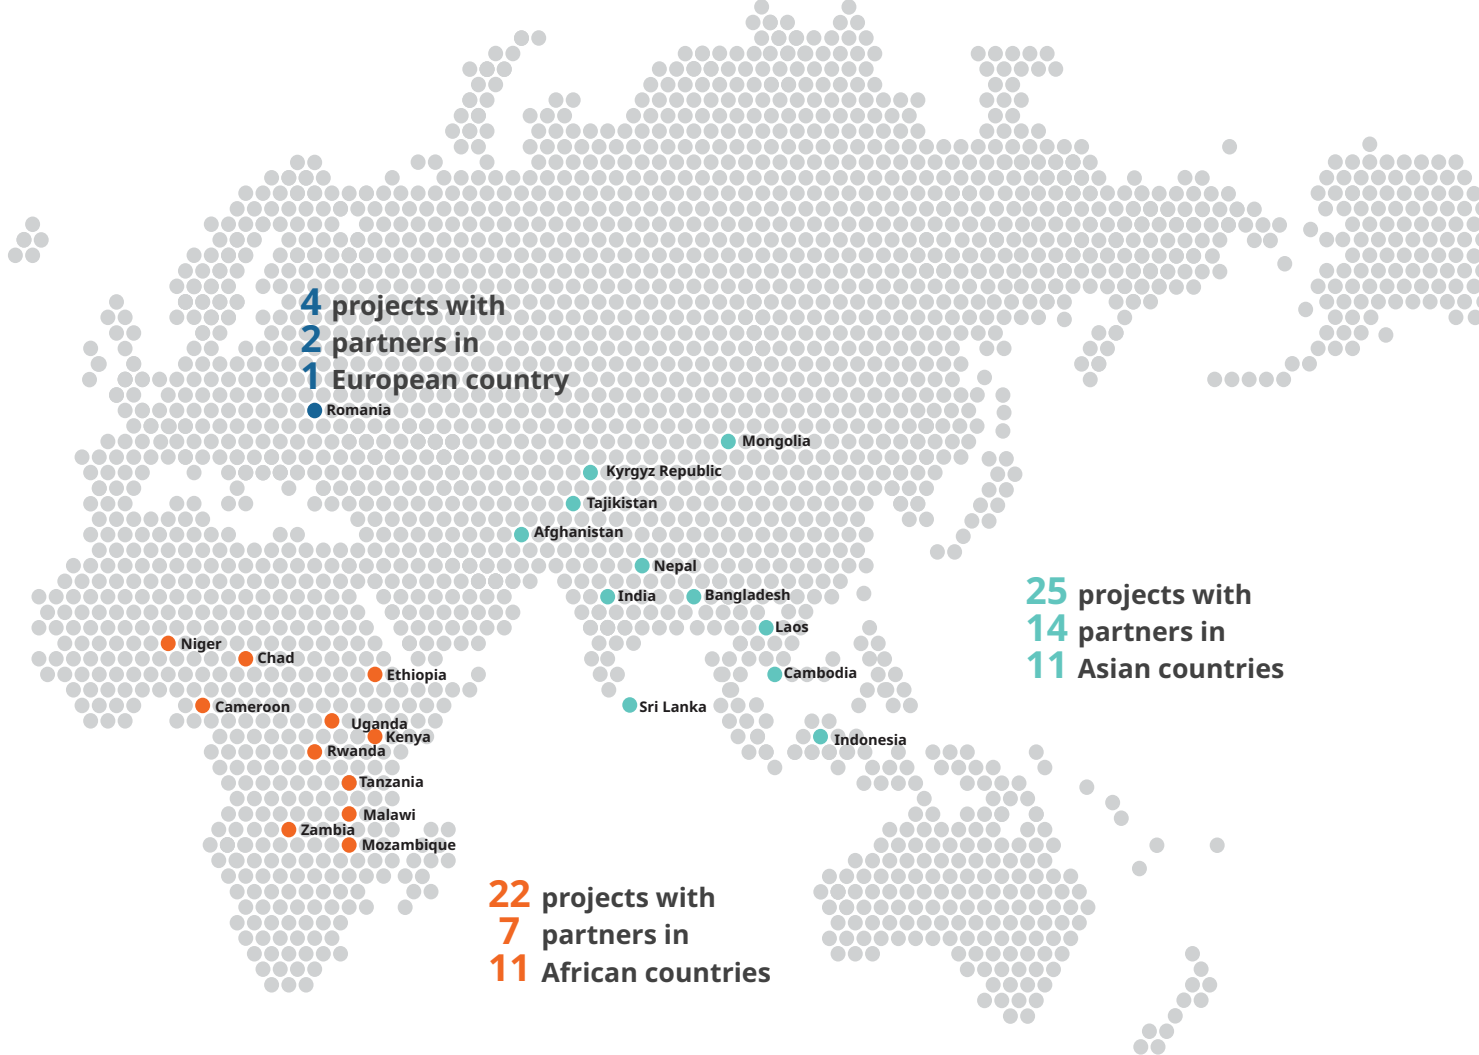 4 projects with
2 partners in
1 European country
Romania
Mongolia
Kyrgyz Republic
Tajikistan
Afghanistan
Nepal
India
Bangladesh
Laos
Cambodia
Sri Lanka
Indonesia
25 projects with
14 partners in
11 Asian countries
Niger
Chad
Ethiopia
Cameroon
Uganda
Kenya
Rwanda
Tanzania
Malawi
Zambia
Mozambique
22 projects with
7 partners in
11 African countries